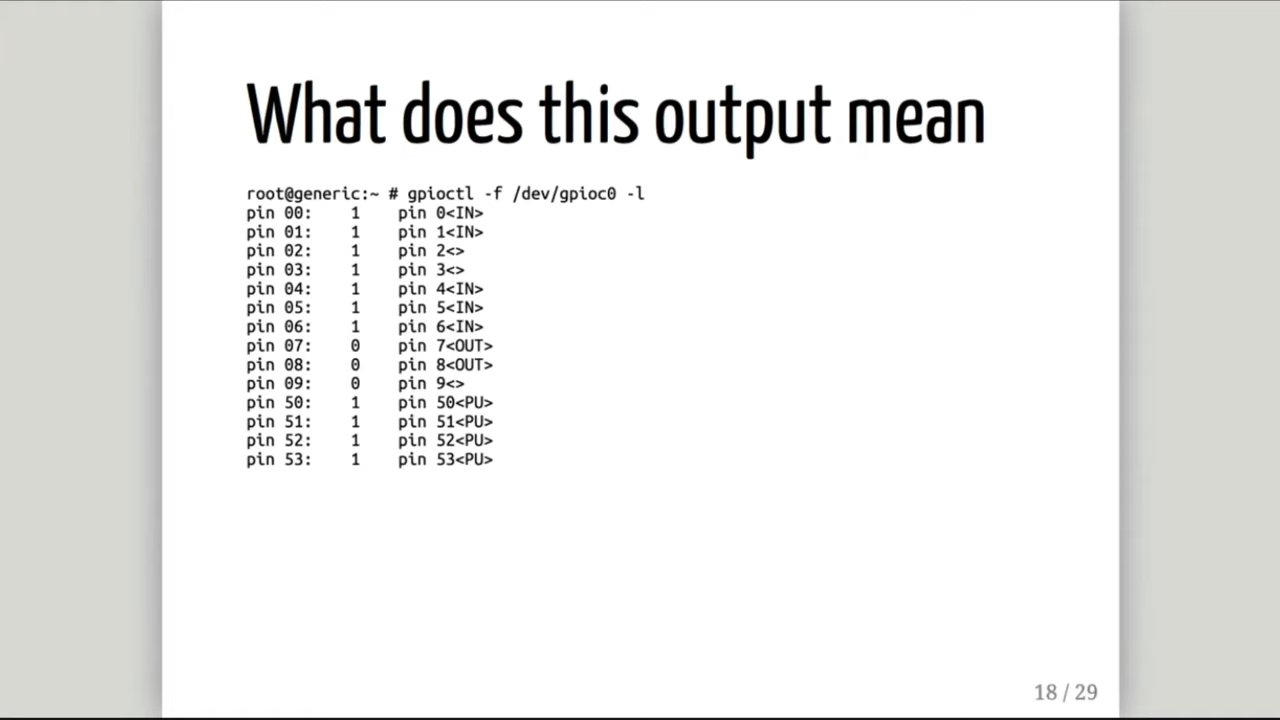 What does this output mean
root@generic:~ # gpioctl -f /dev/gpioc0 -l
pin 00:    1    pin 0<IN>
pin 01:    1    pin 1<IN>
pin 02:    1    pin 2<>
pin 03:    1    pin 3<>
pin 04:    1    pin 4<IN>
pin 05:    1    pin 5<IN>
pin 06:    1    pin 6<IN>
pin 07:    0    pin 7<OUT>
pin 08:    0    pin 8<OUT>
pin 09:    0    pin 9<>
pin 50:    1    pin 50<PU>
pin 51:    1    pin 51<PU>
pin 52:    1    pin 52<PU>
pin 53:    1    pin 53<PU>
18 / 29